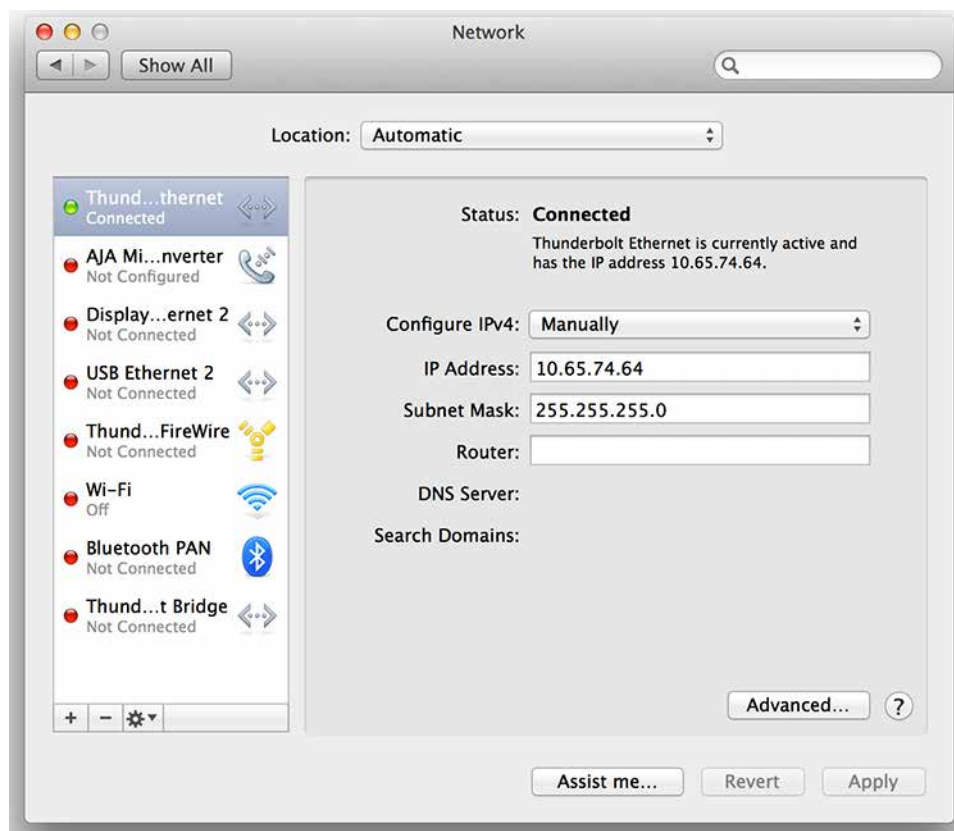 Network
Show All
Location: Automatic
Thund...thernet
Connected
AJA Mi...nverter
Not Configured
Display...ernet 2
Not Connected
USB Ethernet 2
Not Connected
Thund...FireWire
Not Connected
Wi-Fi
Off
Bluetooth PAN
Not Connected
Thund...t Bridge
Not Connected
+ −
Status: Connected
Thunderbolt Ethernet is currently active and
has the IP address 10.65.74.64.
Configure IPv4: Manually
IP Address: 10.65.74.64
Subnet Mask: 255.255.255.0
Router:
DNS Server:
Search Domains:
Advanced... ?
Assist me... Revert Apply